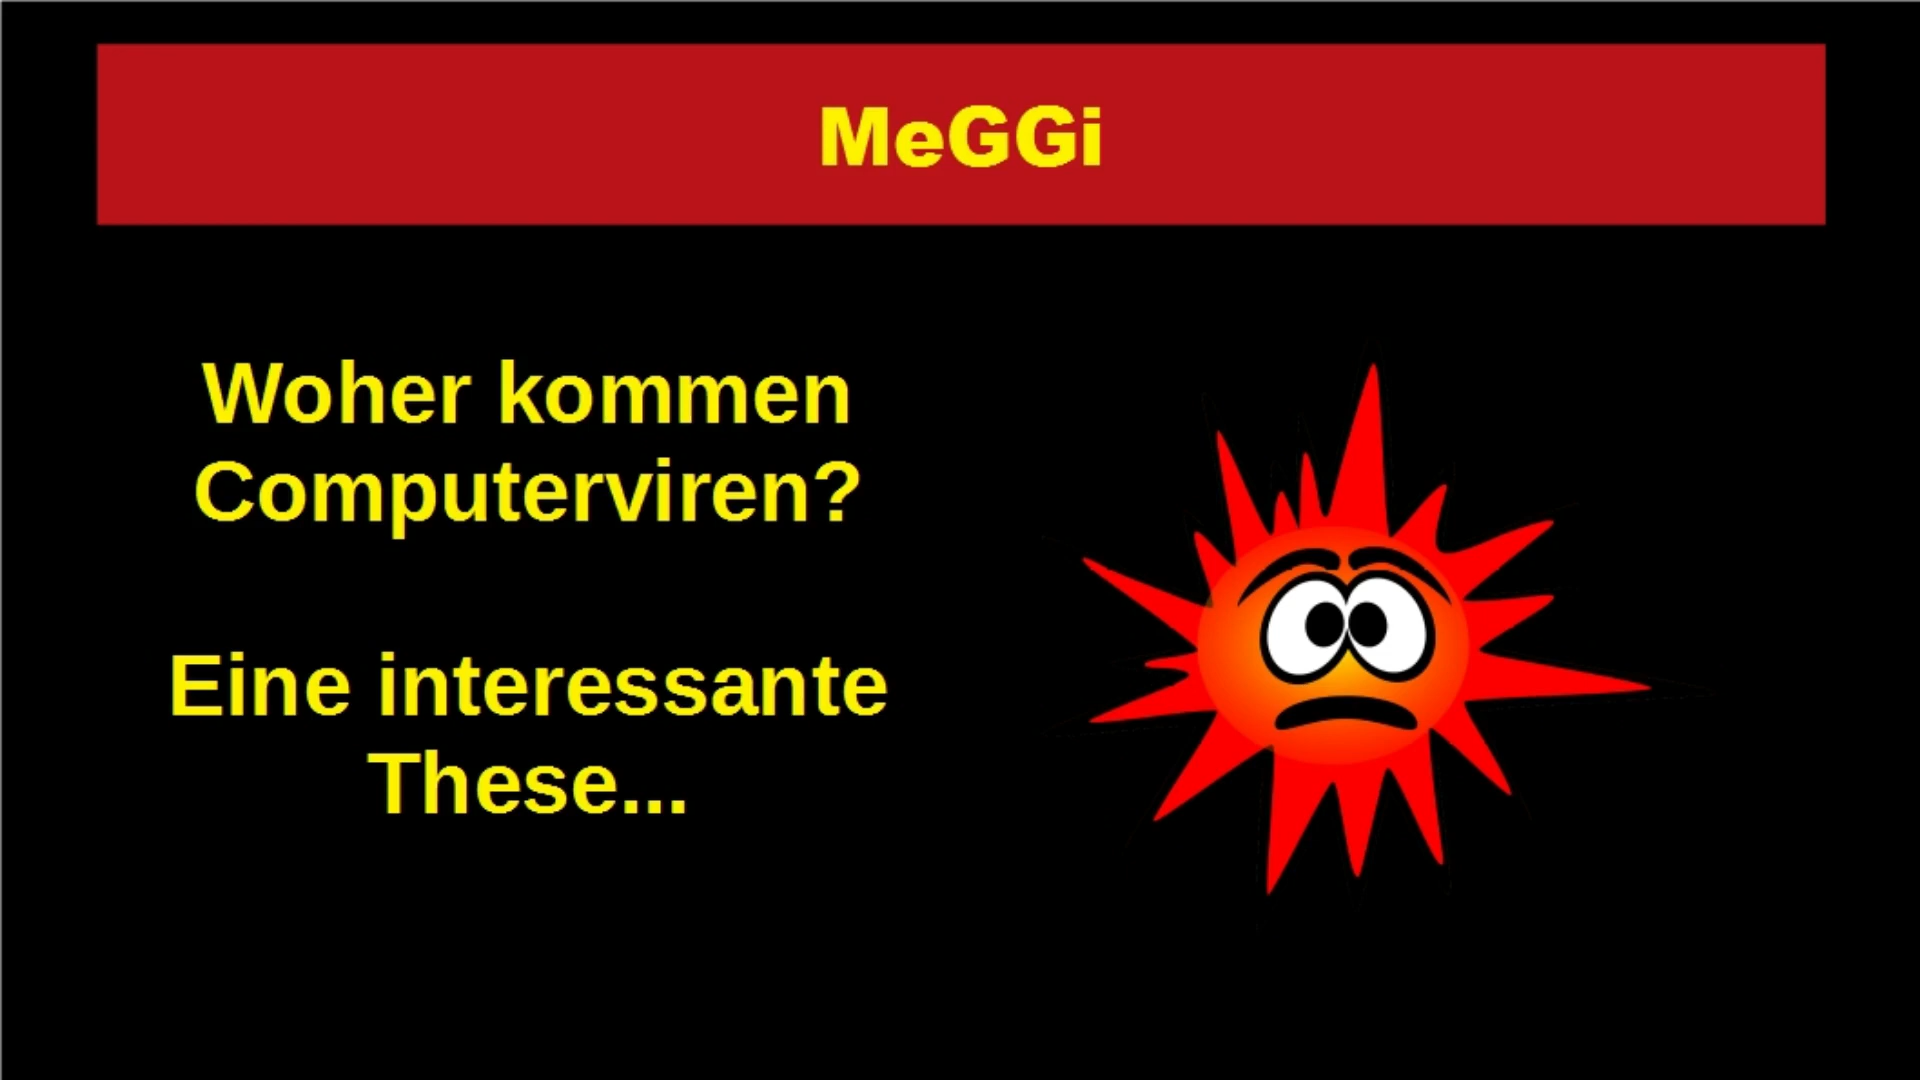 MeGGi
Woher kommen
Computerviren?
Eine interessante
These...